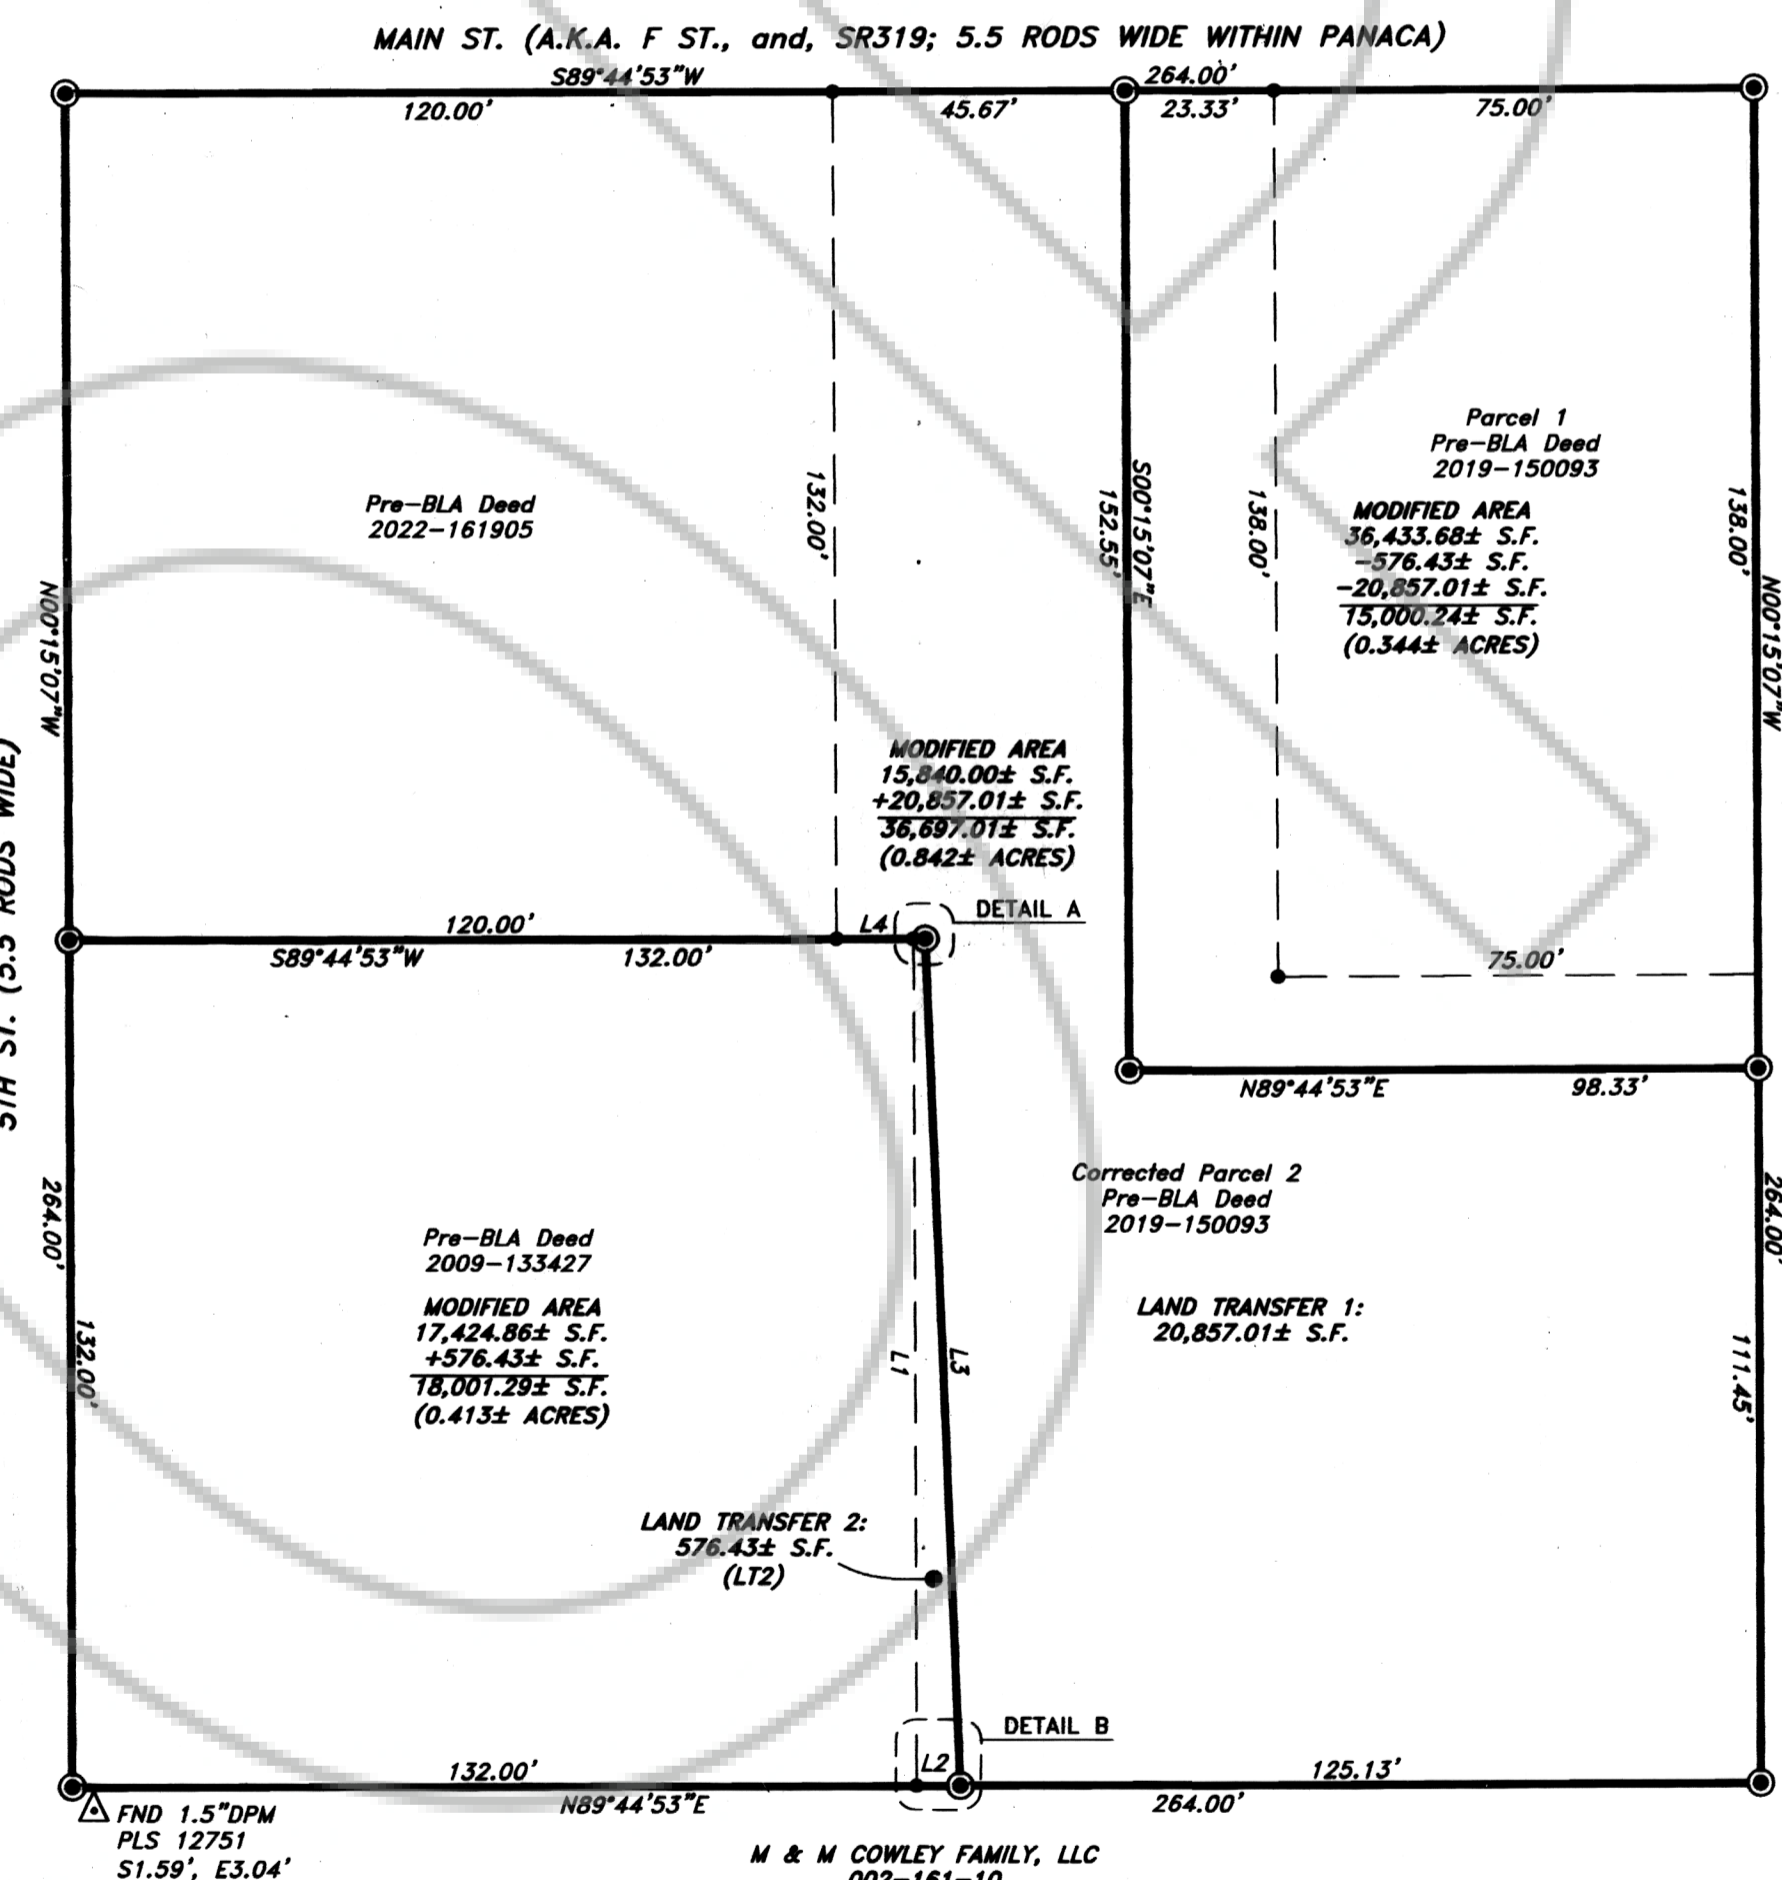 MAIN ST. (A.K.A. F ST., and, SR319; 5.5 RODS WIDE WITHIN PANACA)
S89°44'53"W
264.00'
120.00'
45.67'
23.33'
75.00'
Parcel 1
Pre-BLA Deed
2019-150093
MODIFIED AREA
36,433.68± S.F.
-576.43± S.F.
-20,857.01± S.F.
15,000.24± S.F.
(0.344± ACRES)
Pre-BLA Deed
2022-161905
132.00'
152.55'
S00°15'07"E
138.00'
138.00'
N00°15'07"W
N00°15'07"W
5TH ST. (5.5 RODS WIDE)
MODIFIED AREA
15,840.00± S.F.
+20,857.01± S.F.
36,697.01± S.F.
(0.842± ACRES)
DETAIL A
120.00'
L4
S89°44'53"W
132.00'
75.00'
N89°44'53"E
98.33'
Corrected Parcel 2
Pre-BLA Deed
2019-150093
264.00'
264.00'
Pre-BLA Deed
2009-133427
MODIFIED AREA
17,424.86± S.F.
+576.43± S.F.
18,001.29± S.F.
(0.413± ACRES)
LAND TRANSFER 1:
20,857.01± S.F.
132.00'
L1
L3
111.45'
LAND TRANSFER 2:
576.43± S.F.
(LT2)
DETAIL B
132.00'
L2
125.13'
N89°44'53"E
264.00'
FND 1.5"DPM
PLS 12751
S1.59', E3.04'
M & M COWLEY FAMILY, LLC
002-161-10